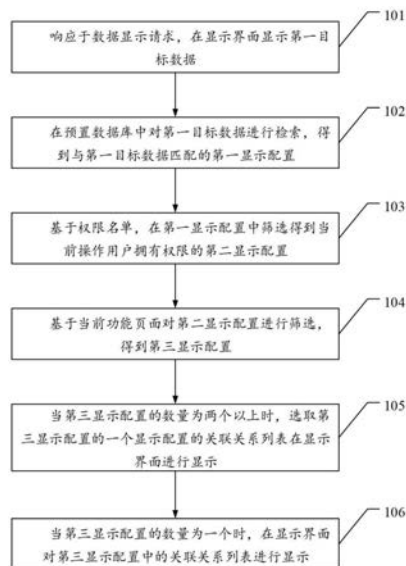 101
响应于数据显示请求，在显示界面显示第一目
标数据
102
在预置数据库中对第一目标数据进行检索，得
到与第一目标数据匹配的第一显示配置
103
基于权限名单，在第一显示配置中筛选得到当
前操作用户拥有权限的第二显示配置
104
基于当前功能页面对第二显示配置进行筛选，
得到第三显示配置
105
当第三显示配置的数量为两个以上时，选取第
三显示配置的一个显示配置的关联关系列表在显示
界面进行显示
106
当第三显示配置的数量为一个时，在显示界面
对第三显示配置中的关联关系列表进行显示